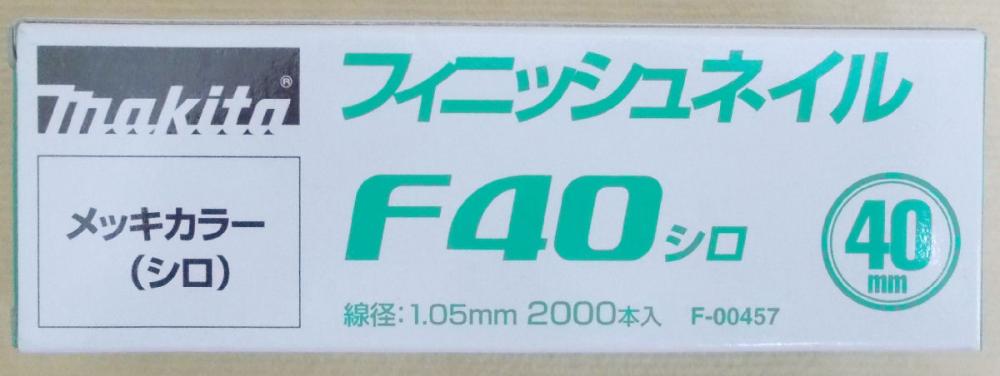 makita®
メッキカラー
(シロ)
フィニッシュネイル
F40シロ
40
mm
線径:1.05mm 2000本入 F-00457